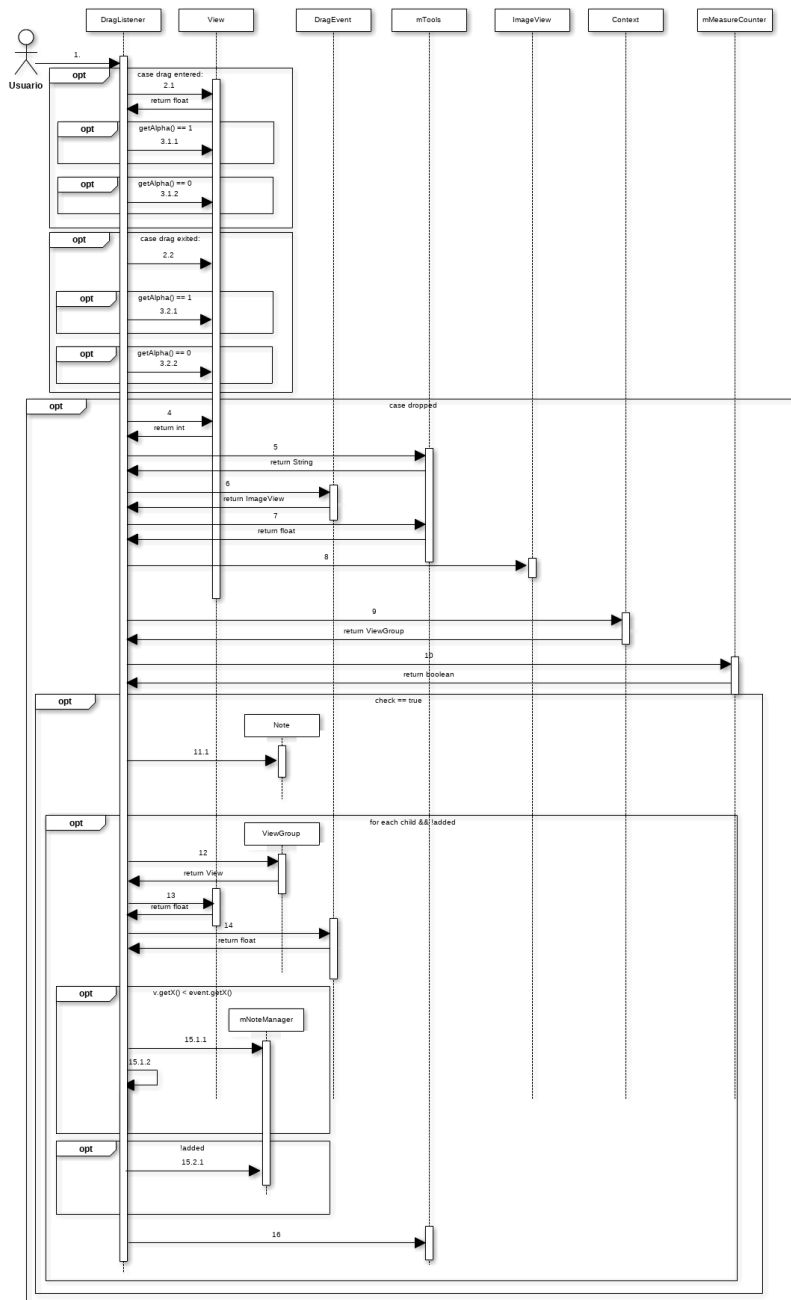 DragListener
View
DragEvent
mTools
ImageView
Context
mMeasureCounter
Usuario
1.
opt
case drag entered:
2.1
return float
opt
getAlpha() == 1
3.1.1
opt
getAlpha() == 0
3.1.2
opt
case drag exited:
2.2
opt
getAlpha() == 1
3.2.1
opt
getAlpha() == 0
3.2.2
opt
case dropped
4
return int
5
return String
6
return ImageView
7
return float
8
9
return ViewGroup
10
return boolean
opt
check == true
Note
11.1
opt
for each child && !added
ViewGroup
12
return View
13
return float
14
return float
opt
v.getX() < event.getX()
mNoteManager
15.1.1
15.1.2
opt
!added
15.2.1
16